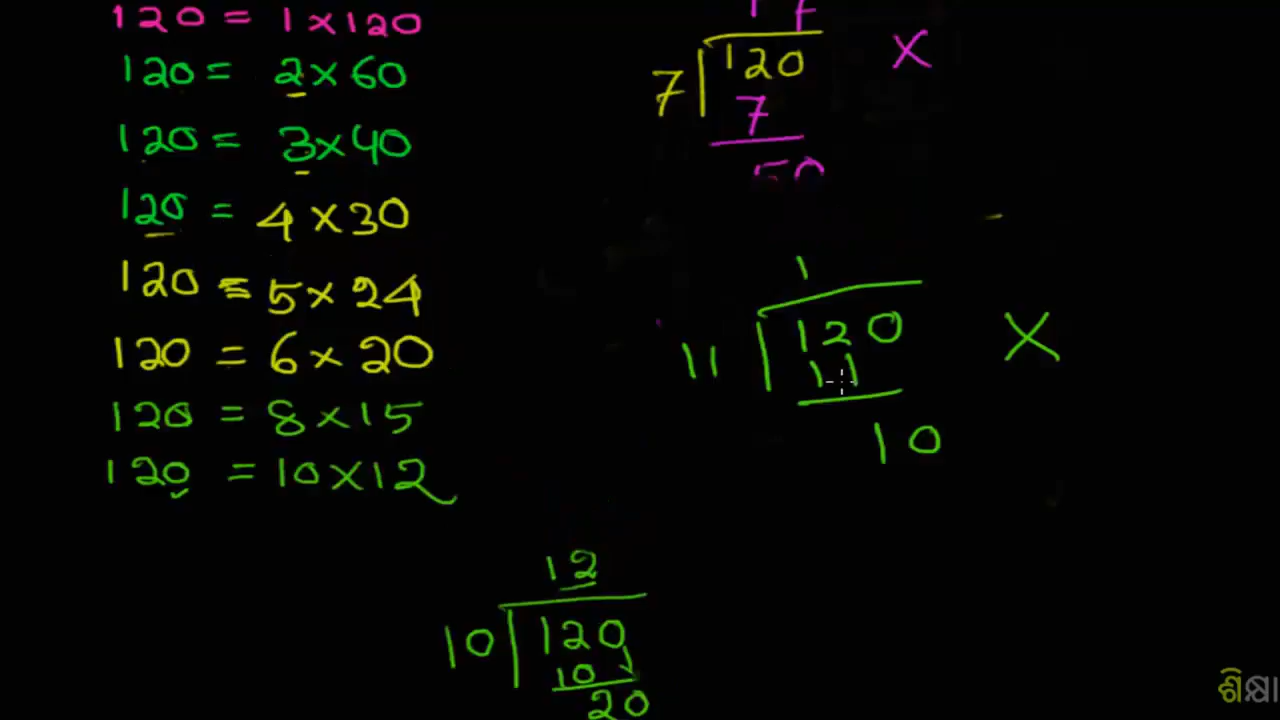 120 = 1 × 120
120 = 2 × 60
120 = 3 × 40
120 = 4 × 30
120 = 5 × 24
120 = 6 × 20
120 = 8 × 15
120 = 10 × 12
7 120 X
7
50
1
11 120 X
11
10
12
10 120
10
20
ଶିକ୍ଷା